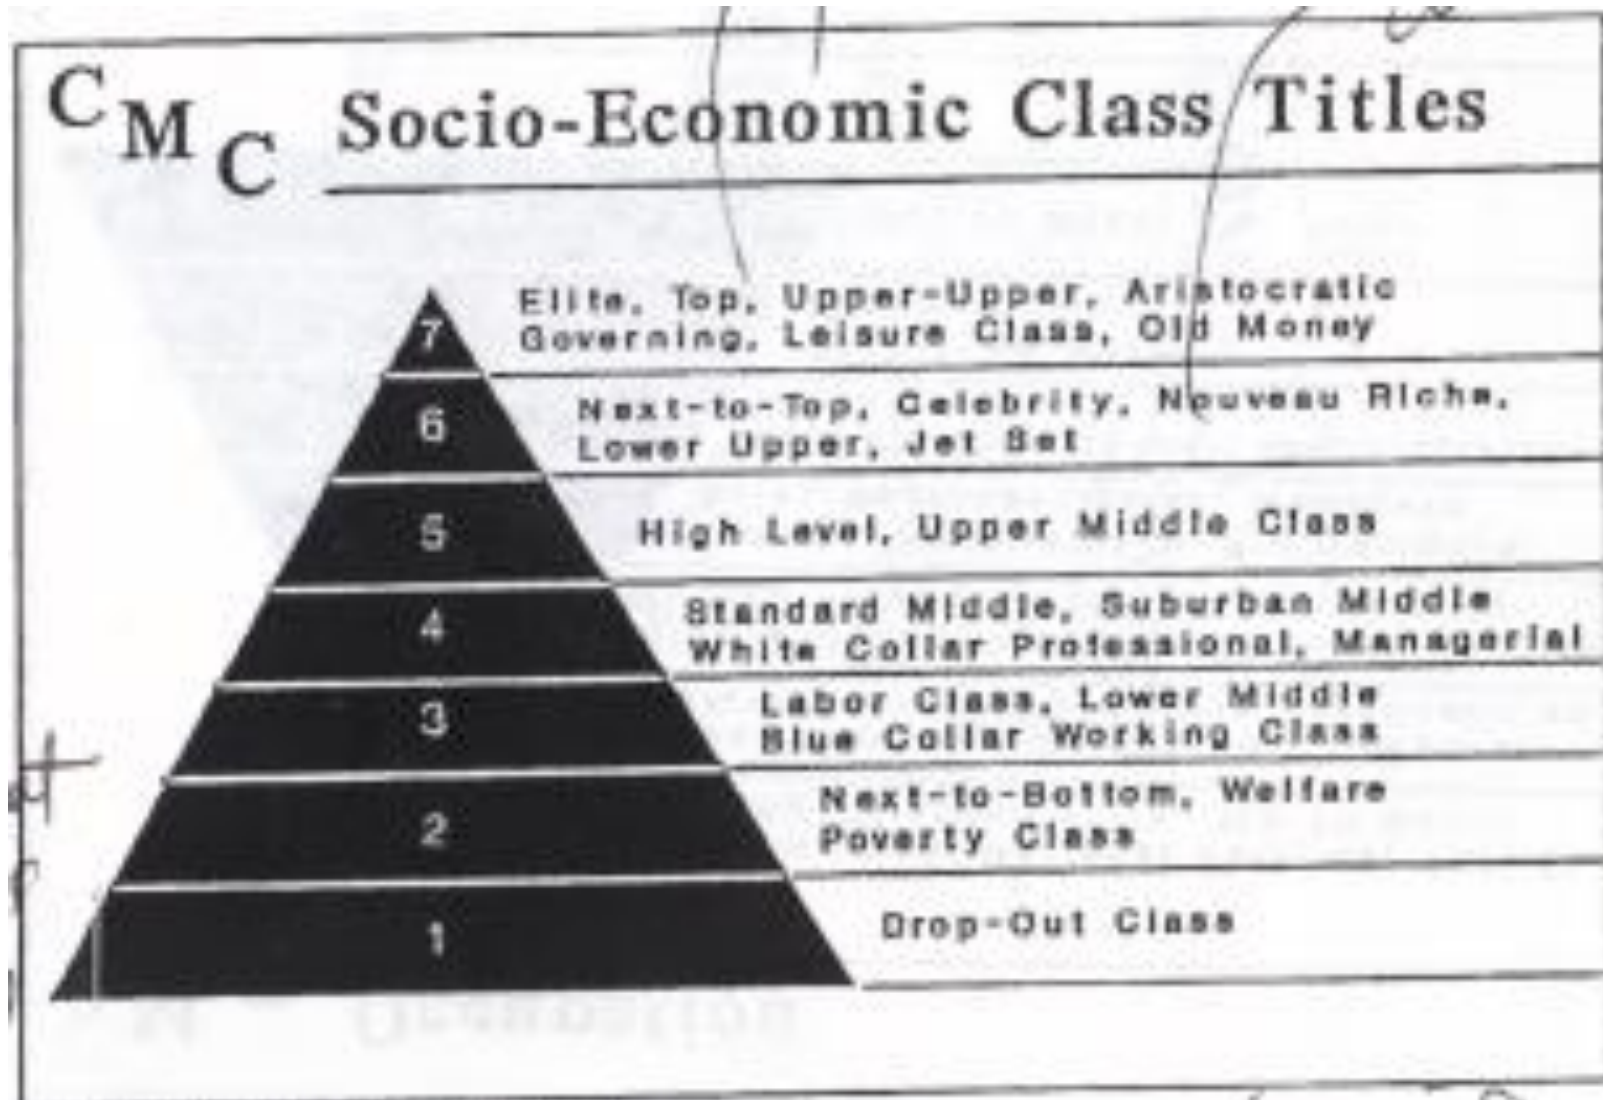 CMC Socio-Economic Class Titles
7
Elite, Top, Upper-Upper, Aristocratic
Governing, Leisure Class, Old Money
6
Next-to-Top, Celebrity, Nouveau Riche,
Lower Upper, Jet Set
5
High Level, Upper Middle Class
4
Standard Middle, Suburban Middle
White Collar Professional, Managerial
3
Labor Class, Lower Middle
Blue Collar Working Class
2
Next-to-Bottom, Welfare
Poverty Class
1
Drop-Out Class